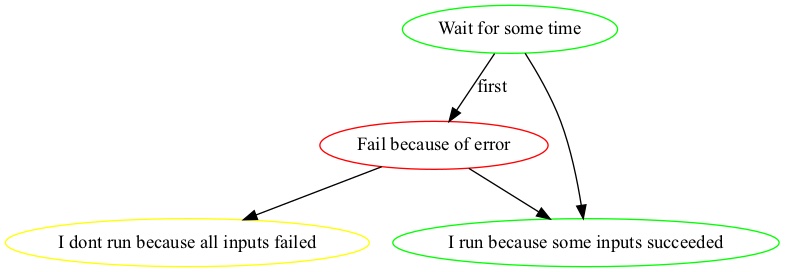 Wait for some time
first
Fail because of error
I dont run because all inputs failed
I run because some inputs succeeded